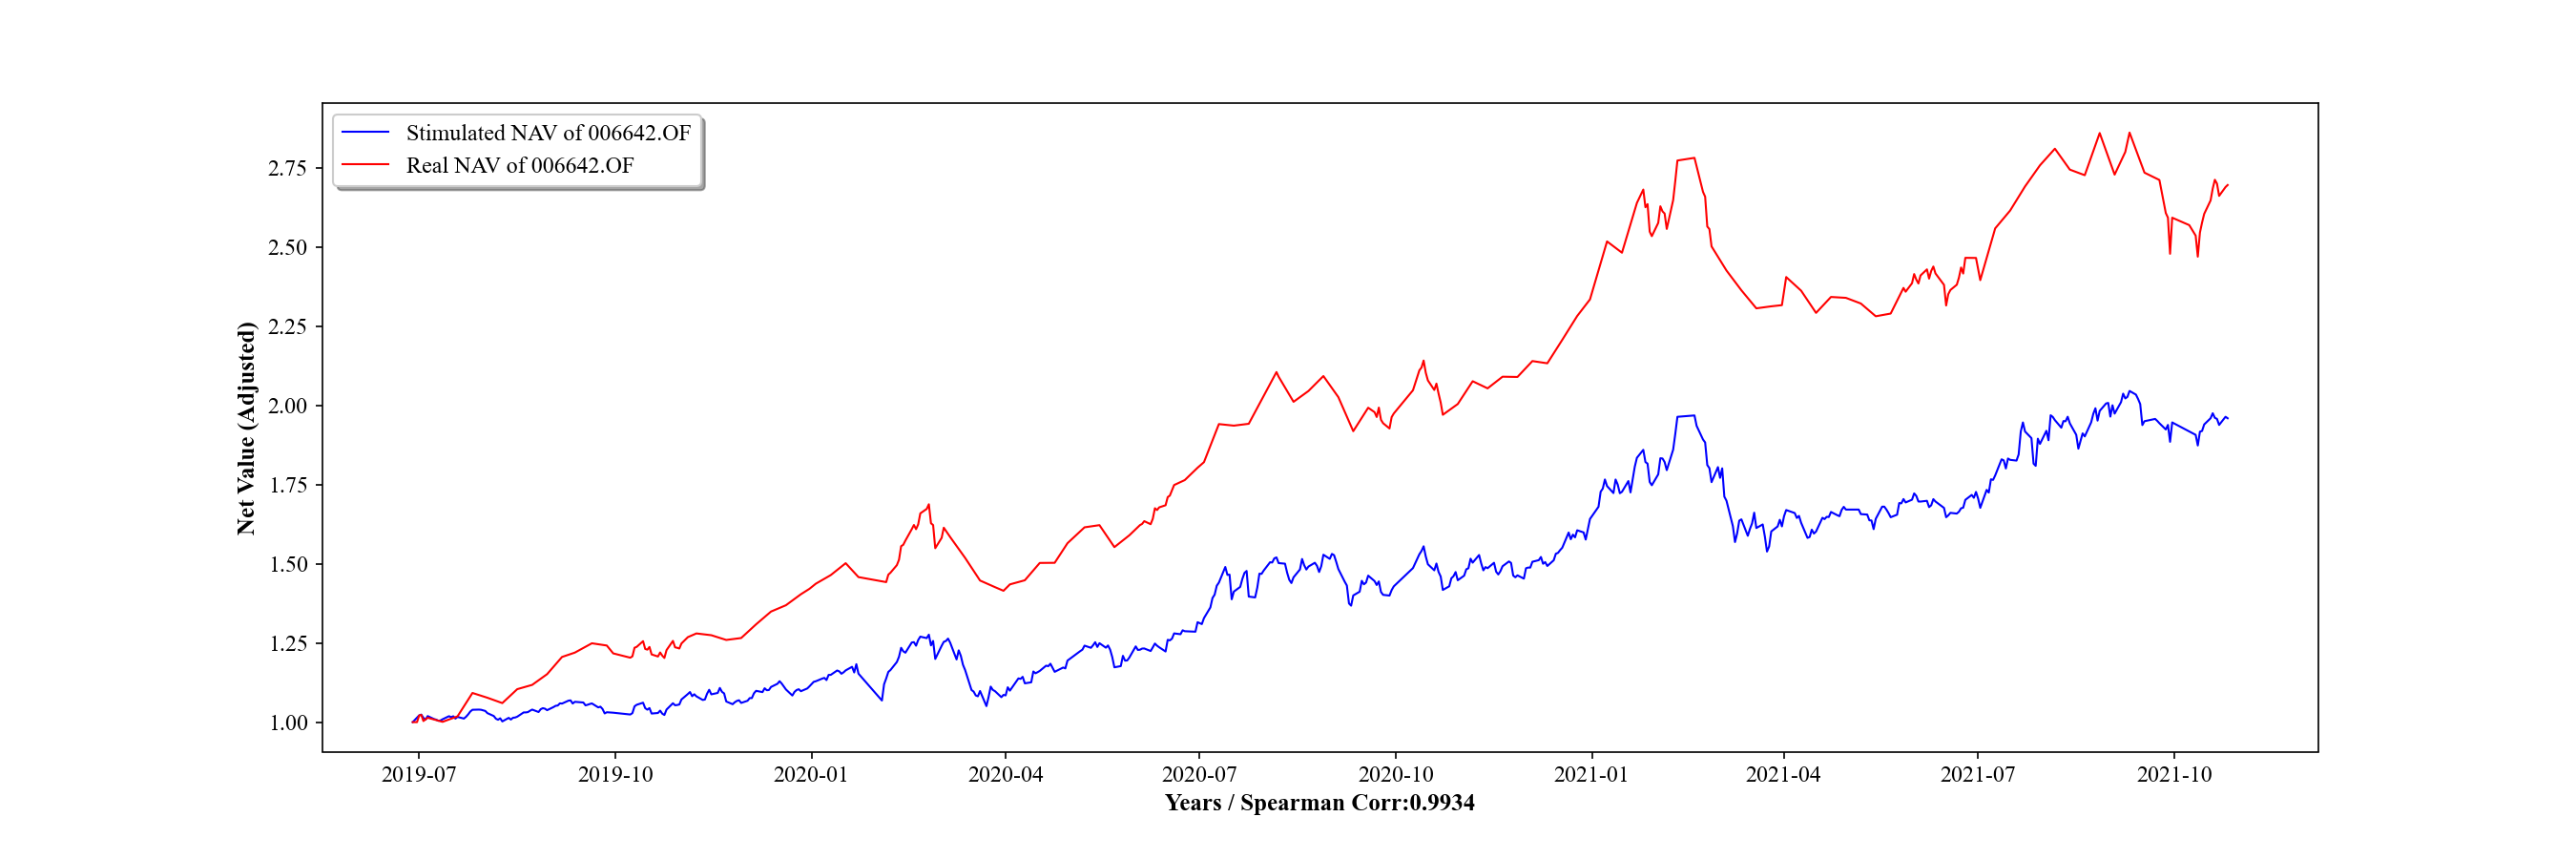 Stimulated NAV of 006642.OF
Real NAV of 006642.OF
Net Value (Adjusted)
2.75
2.50
2.25
2.00
1.75
1.50
1.25
1.00
2019-07 2019-10 2020-01 2020-04 2020-07 2020-10 2021-01 2021-04 2021-07 2021-10
Years / Spearman Corr:0.9934